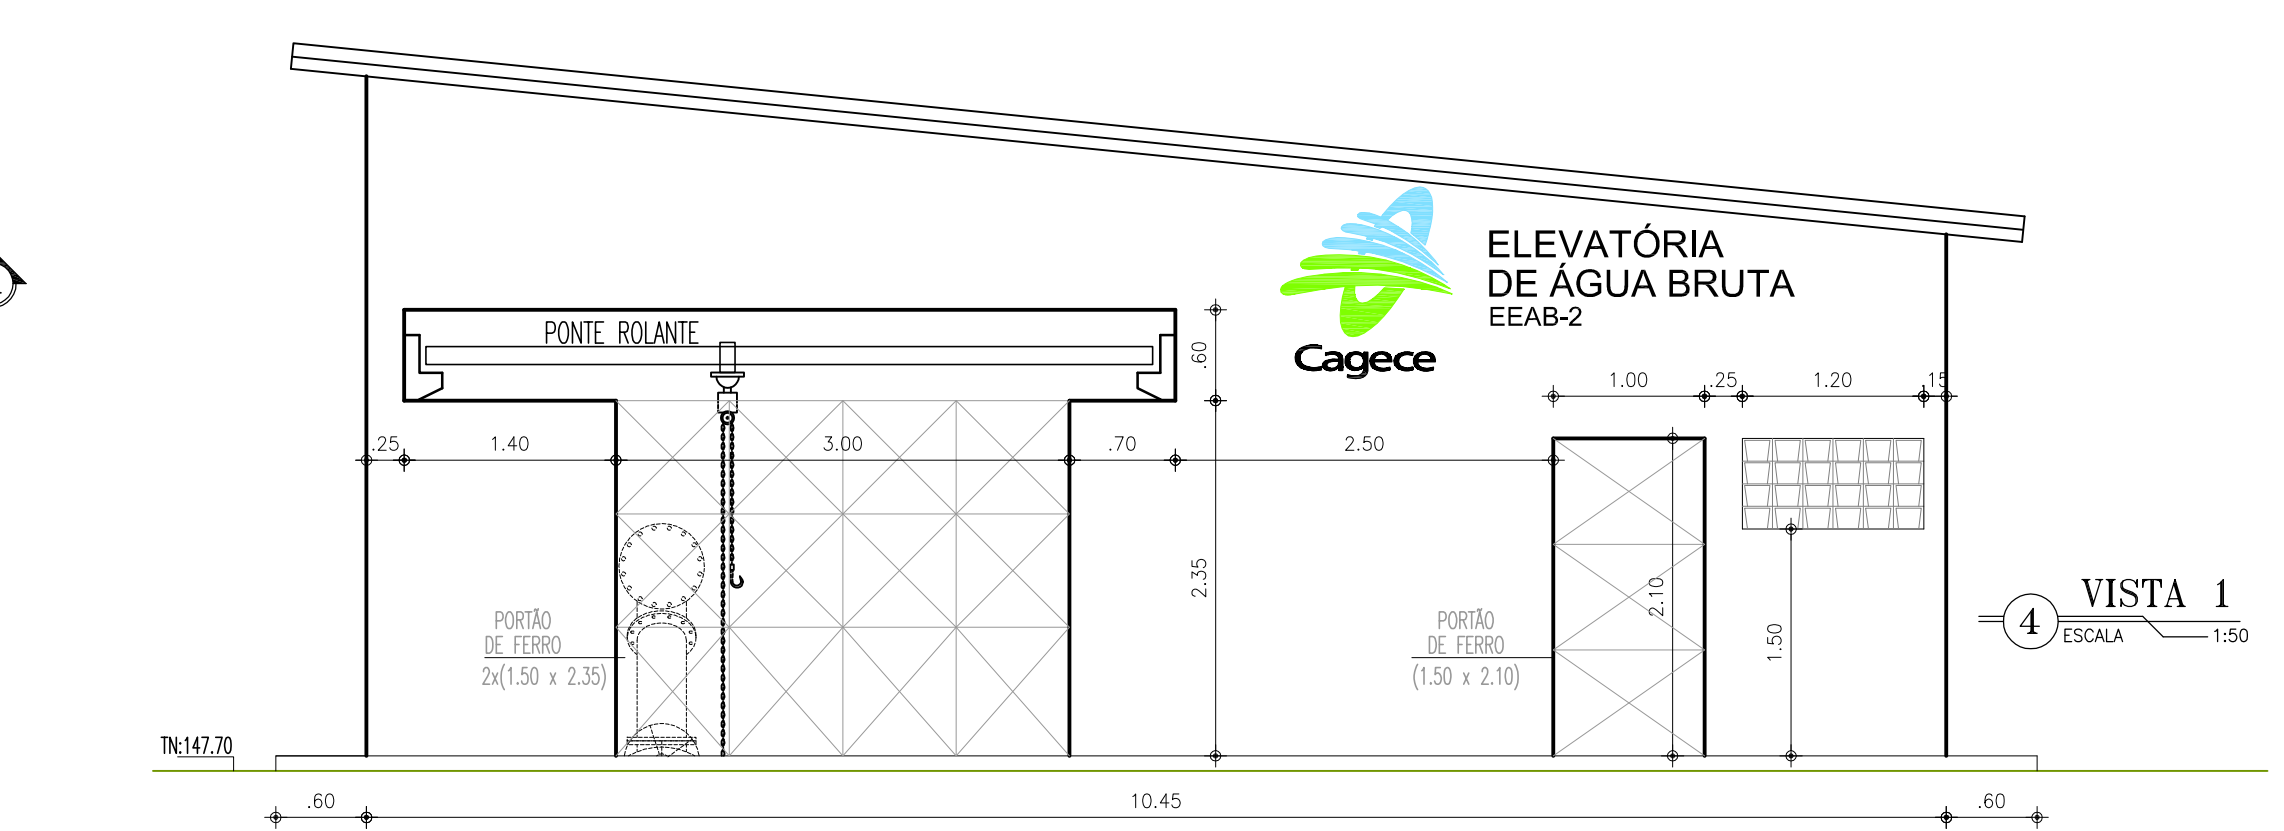 ELEVATÓRIA
DE ÁGUA BRUTA
EEAB-2
Cagece
PONTE ROLANTE
.60
1.00
.25
1.20
.15
.25
1.40
3.00
.70
2.50
2.35
2.10
1.50
PORTÃO
DE FERRO
2x(1.50 x 2.35)
PORTÃO
DE FERRO
(1.50 x 2.10)
4
VISTA 1
ESCALA
1:50
TN:147.70
.60
10.45
.60